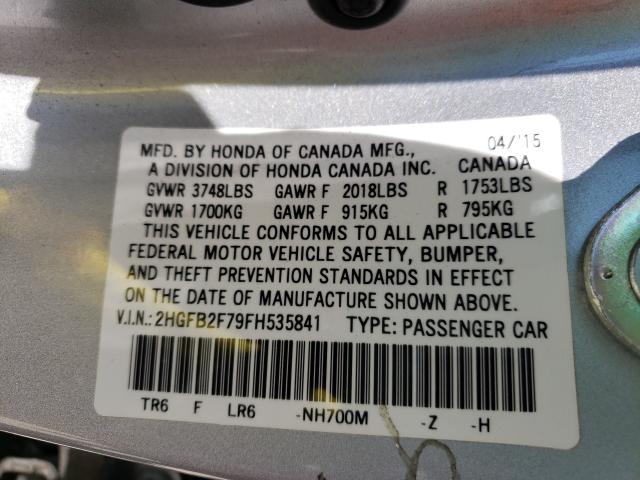 04/'15
MFD. BY HONDA OF CANADA MFG.,
A DIVISION OF HONDA CANADA INC. CANADA
GVWR 3748LBS GAWR F 2018LBS R 1753LBS
GVWR 1700KG GAWR F 915KG R 795KG
THIS VEHICLE CONFORMS TO ALL APPLICABLE
FEDERAL MOTOR VEHICLE SAFETY, BUMPER,
AND THEFT PREVENTION STANDARDS IN EFFECT
ON THE DATE OF MANUFACTURE SHOWN ABOVE.
V.I.N.: 2HGFB2F79FH535841 TYPE: PASSENGER CAR
TR6 F LR6 -NH700M -Z -H